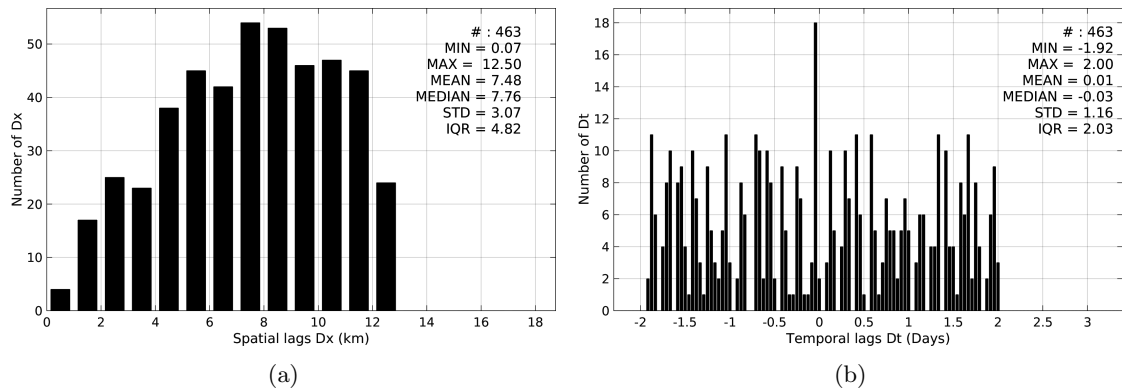 50
40
30
20
10
0
Number of Dx
# : 463
MIN = 0.07
MAX = 12.50
MEAN = 7.48
MEDIAN = 7.76
STD = 3.07
IQR = 4.82
0 2 4 6 8 10 12 14 16 18
Spatial lags Dx (km)
(a)
18
16
14
12
10
8
6
4
2
0
Number of Dt
# : 463
MIN = -1.92
MAX = 2.00
MEAN = 0.01
MEDIAN = -0.03
STD = 1.16
IQR = 2.03
-2 -1.5 -1 -0.5 0 0.5 1 1.5 2 2.5 3
Temporal lags Dt (Days)
(b)